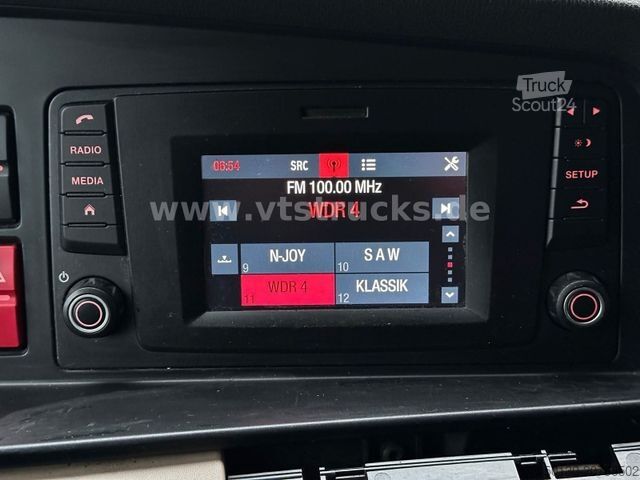 Truck
Scout24
RADIO
MEDIA
SETUP
06:54 SRC
FM 100.00 MHz
WDR 4
www.vtstrucks.de
9 N-JOY
10 SAW
11 WDR 4
12 KLASSIK